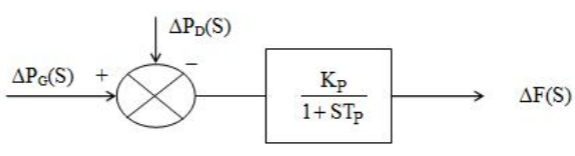 ΔP_D(S)
ΔP_G(S) + −
K_P
1+ ST_P
ΔF(S)